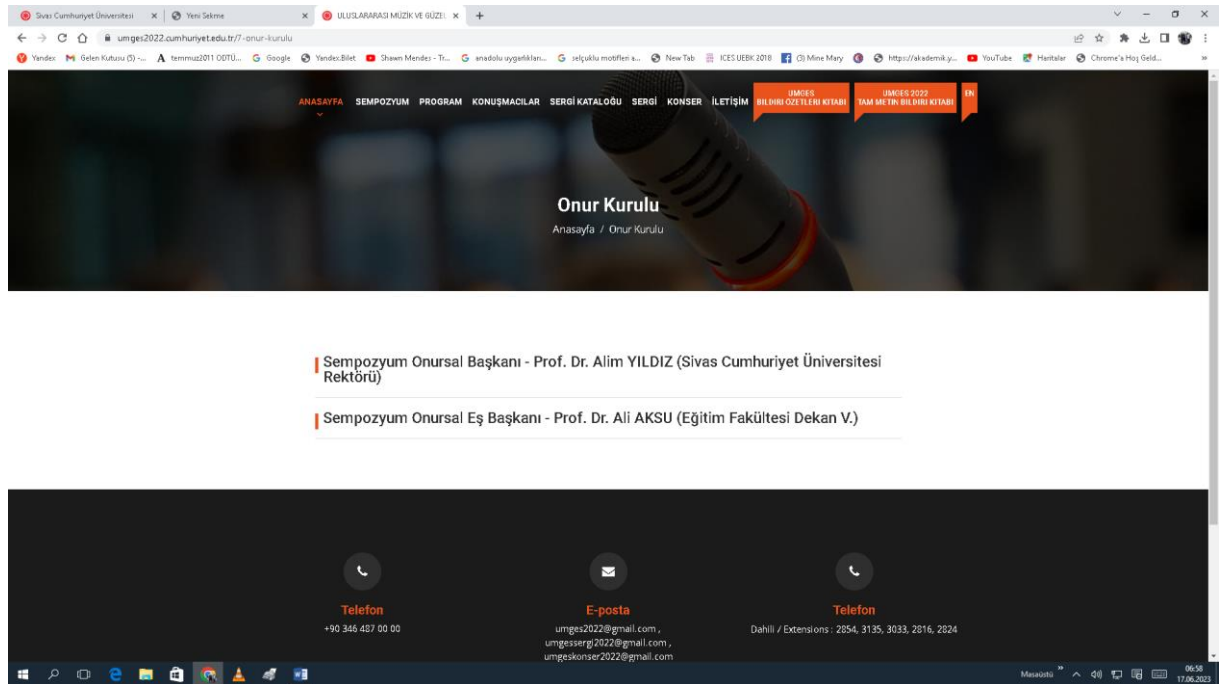 Sivas Cumhuriyet Üniversitesi
Yeni Sekme
ULUSLARARASI MÜZİK VE GÜZEL
umges2022.cumhuriyet.edu.tr/7-onur-kurulu
Yandex
Gelen Kutusu (5) -...
temmuz2011 ODTÜ...
Google
Yandex.Bilet
Shawn Mendes - Tr...
anadolu uygarlıkları...
selçuklu motifleri a...
New Tab
ICES UEBK 2018
(3) Mine Mary
https://akademik.y...
YouTube
Haritalar
Chrome'a Hoş Geld...
ANASAYFA SEMPOZYUM PROGRAM KONUŞMACILAR SERGİ KATALOĞU SERGİ KONSER İLETİŞİM
UMGES
BİLDİRİ ÖZETLERİ KİTABI
UMGES 2022
TAM METİN BİLDİRİ KİTABI
EN
Onur Kurulu
Anasayfa / Onur Kurulu
Sempozyum Onursal Başkanı - Prof. Dr. Alim YILDIZ (Sivas Cumhuriyet Üniversitesi
Rektörü)
Sempozyum Onursal Eş Başkanı - Prof. Dr. Ali AKSU (Eğitim Fakültesi Dekan V.)
Telefon
+90 346 487 00 00
E-posta
umges2022@gmail.com ,
umgessergi2022@gmail.com ,
umgeskonser2022@gmail.com
Telefon
Dahili / Extensions : 2854, 3135, 3033, 2816, 2824
Masaüstü
06:58
17.06.2023